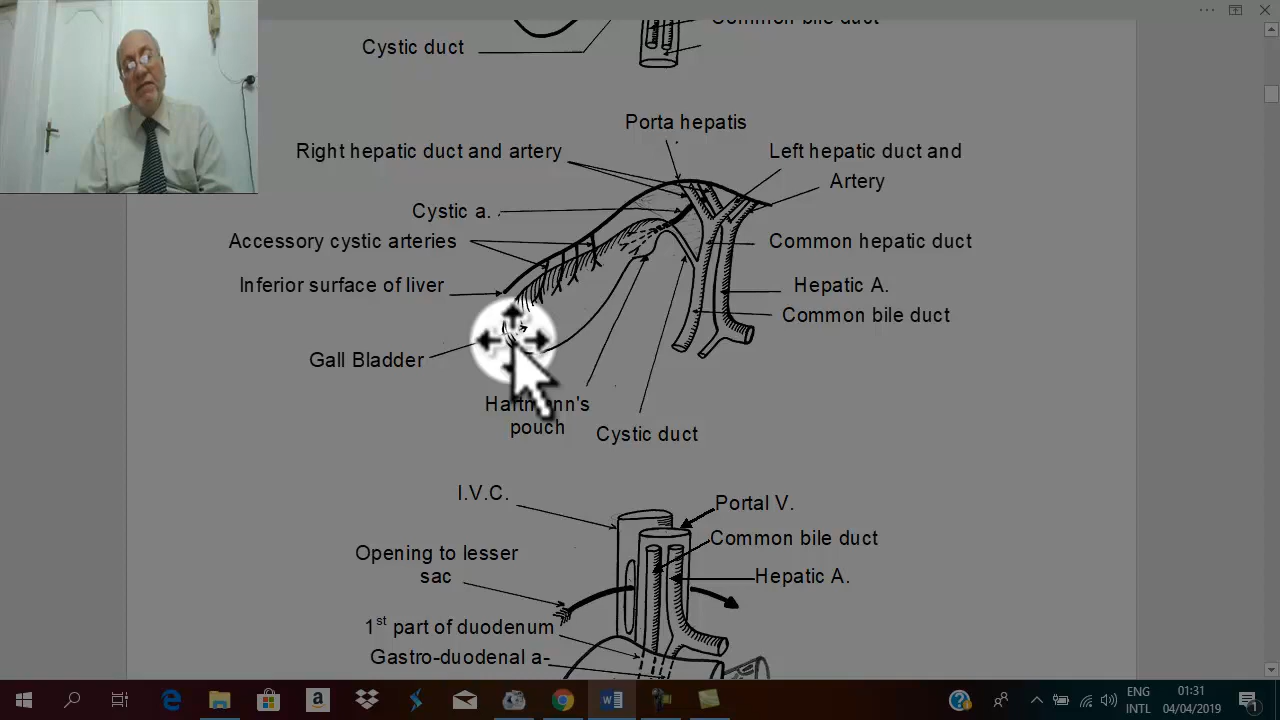 Common bile duct
Cystic duct
Porta hepatis
Right hepatic duct and artery
Left hepatic duct and
Artery
Cystic a.
Accessory cystic arteries
Common hepatic duct
Inferior surface of liver
Hepatic A.
Common bile duct
Gall Bladder
Hartmann's
pouch
Cystic duct
I.V.C.
Portal V.
Common bile duct
Opening to lesser
sac
Hepatic A.
1st part of duodenum
Gastro-duodenal a-
ENG
INTL
01:31
04/04/2019
1